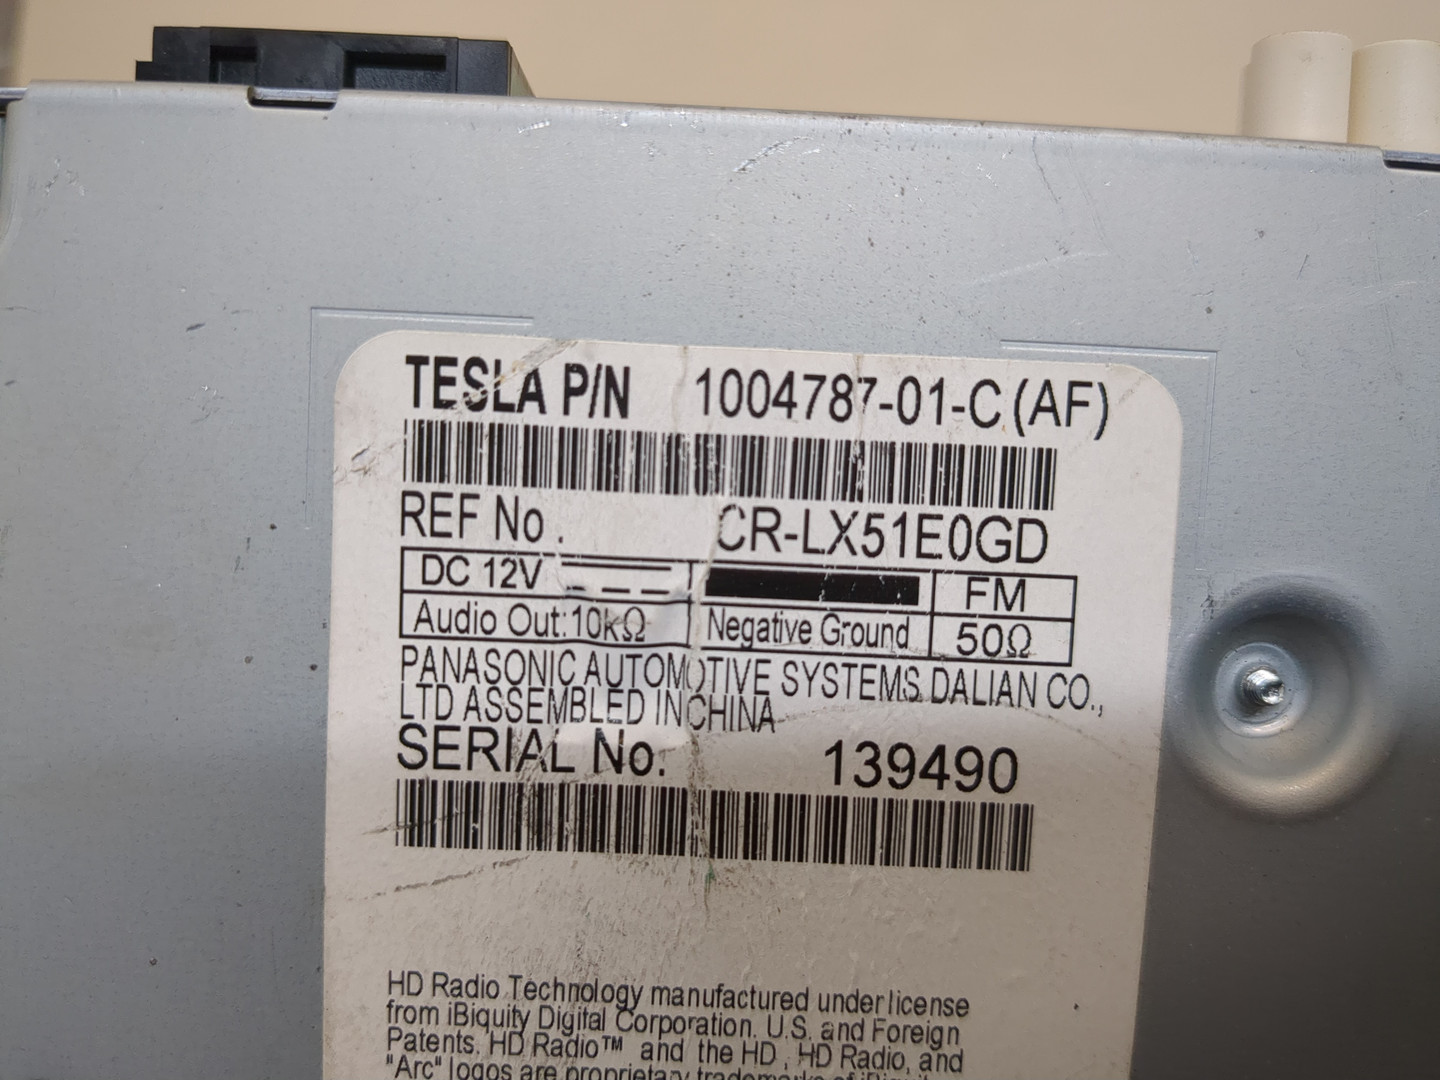 TESLA P/N 1004787-01-C (AF)
REF No. CR-LX51E0GD
DC 12V FM
Audio Out:10kΩ Negative Ground 50Ω
PANASONIC AUTOMOTIVE SYSTEMS DALIAN CO.,
LTD ASSEMBLED IN CHINA
SERIAL No. 139490
HD Radio Technology manufactured under license
from iBiquity Digital Corporation. U.S. and Foreign
Patents. HD Radio™ and the HD, HD Radio, and
"Arc" logos are proprietary trademarks of